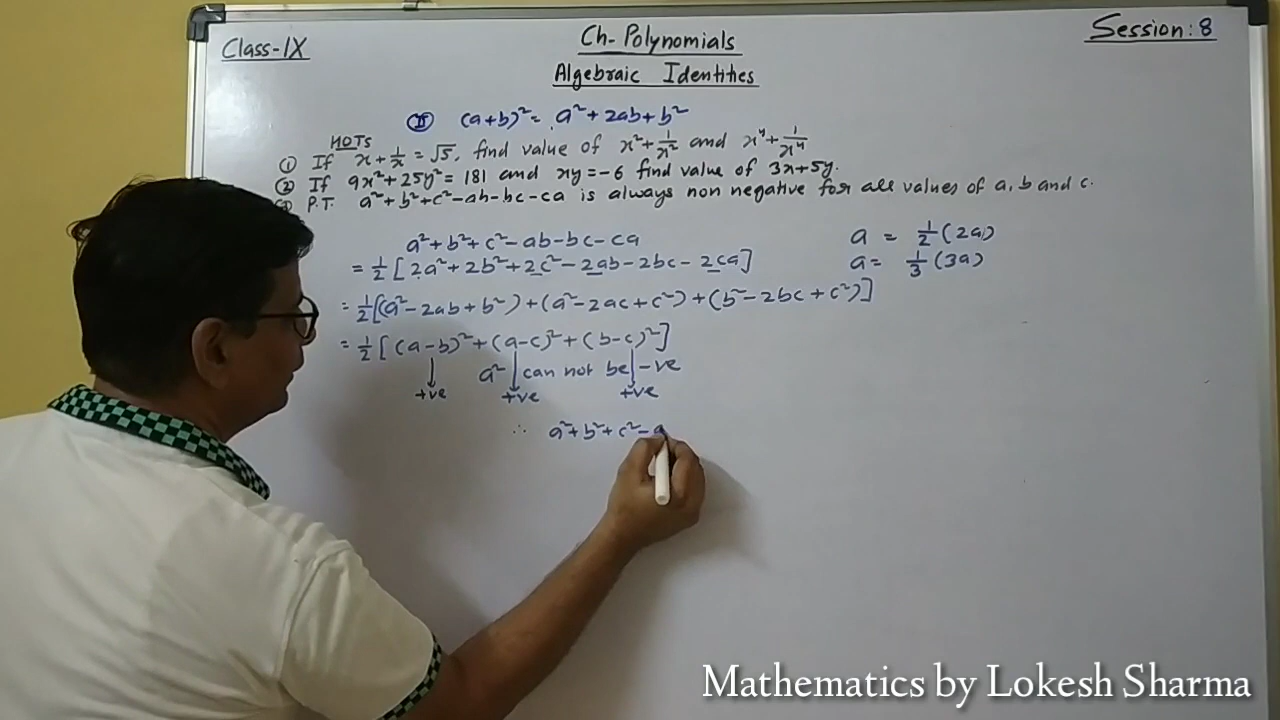 Class-IX
Ch- Polynomials
Session: 8
Algebraic Identities
II (a+b)² = a² + 2ab + b²
HOTS
① If x + 1/x = √5, find value of x² + 1/x² and x⁴ + 1/x⁴
② If 9x² + 25y² = 181 and xy = -6 find value of 3x + 5y.
③ P.T. a² + b² + c² - ab - bc - ca is always non negative for all values of a, b and c.
a² + b² + c² - ab - bc - ca
= 1/2 [2a² + 2b² + 2c² - 2ab - 2bc - 2ca]
= 1/2 [(a² - 2ab + b²) + (a² - 2ac + c²) + (b² - 2bc + c²)]
= 1/2 [(a-b)² + (a-c)² + (b-c)²]
a² can not be -ve
+ve +ve +ve
∴ a² + b² + c² - a
a = 1/2 (2a)
a = 1/3 (3a)
Mathematics by Lokesh Sharma